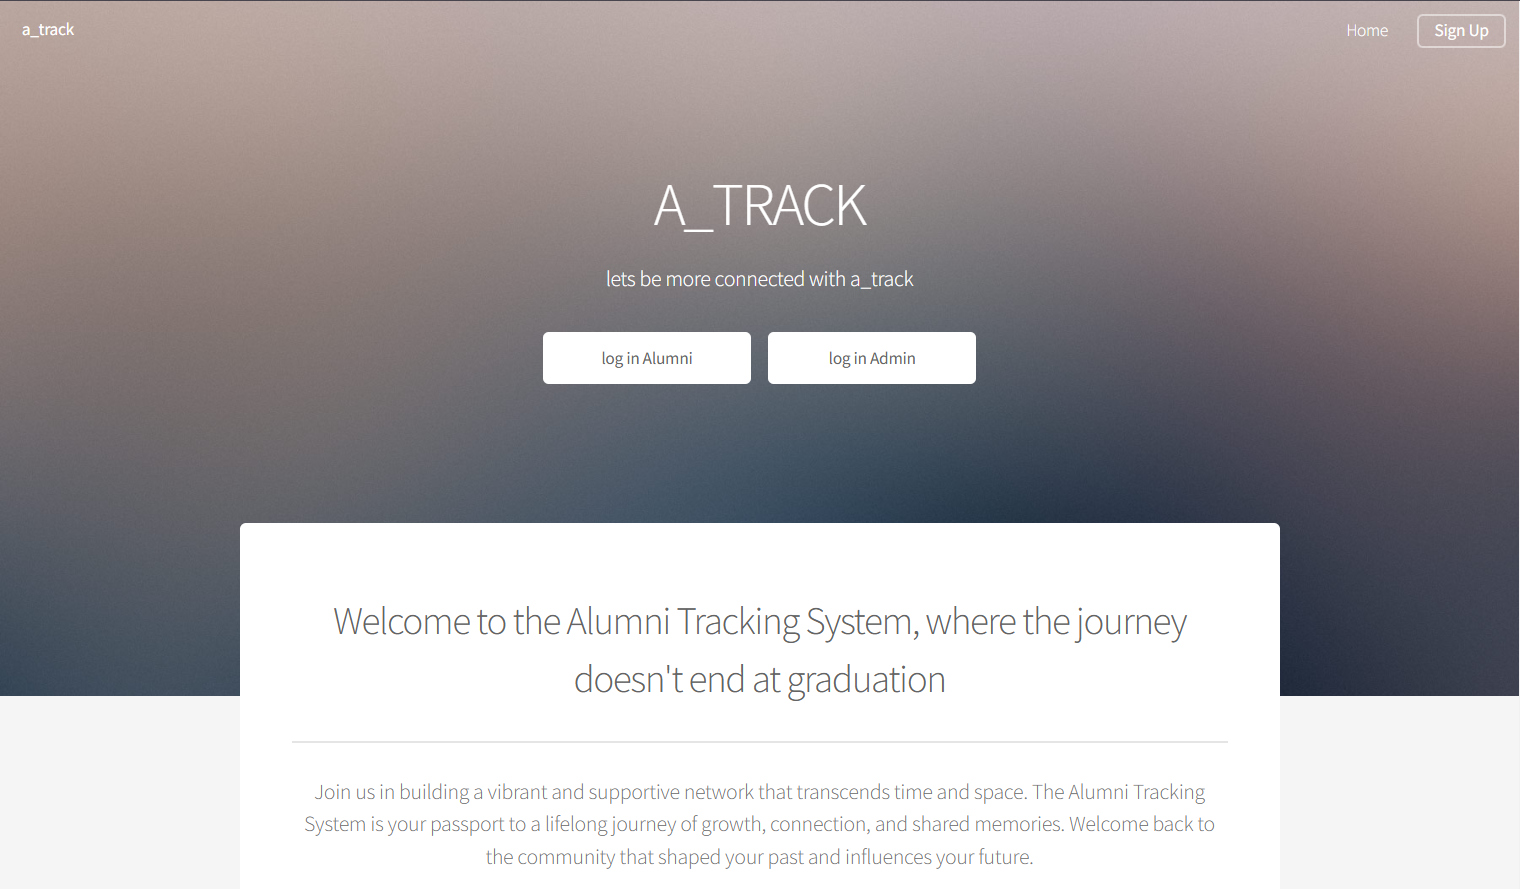 a_track
Home
Sign Up
A_TRACK
lets be more connected with a_track
log in Alumni
log in Admin
Welcome to the Alumni Tracking System, where the journey
doesn't end at graduation
Join us in building a vibrant and supportive network that transcends time and space. The Alumni Tracking
System is your passport to a lifelong journey of growth, connection, and shared memories. Welcome back to
the community that shaped your past and influences your future.